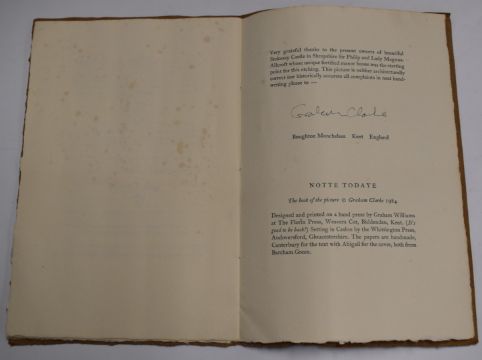 Very grateful thanks to the present owners of beautiful
Stokesay Castle in Shropshire Sir Philip and Lady Magnus-
Allcroft whose unique fortified manor house was the starting
point for this etching. This picture is neither architecturally
correct nor historically accurate all complaints in neat hand-
writing please to —
Graham Clarke
Boughton Monchelsea Kent England
NOTTE TODAYE
The book of the picture © Graham Clarke 1984
Designed and printed on a hand press by Graham Williams
at The Florin Press, Weavers Cot, Biddenden, Kent. (It's
good to be back!) Setting in Caslon by the Whittington Press,
Andoversford, Gloucestershire. The papers are handmade,
Canterbury for the text with Abigail for the cover, both from
Barcham Green.